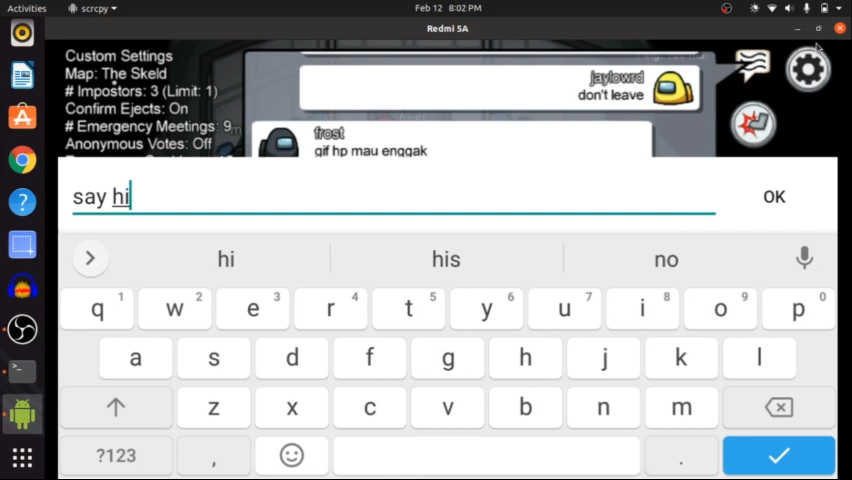 Activities
scrcpy
Feb 12 8:02 PM
Redmi 5A
Custom Settings
Map: The Skeld
# Impostors: 3 (Limit: 1)
Confirm Ejects: On
# Emergency Meetings: 9
Anonymous Votes: Off
jaylowrd
don't leave
frost
gif hp mau enggak
say hi
OK
hi his no
q 1 w 2 e 3 r 4 t 5 y 6 u 7 i 8 o 9 p 0
a s d f g h j k l
z x c v b n m
?123 , .